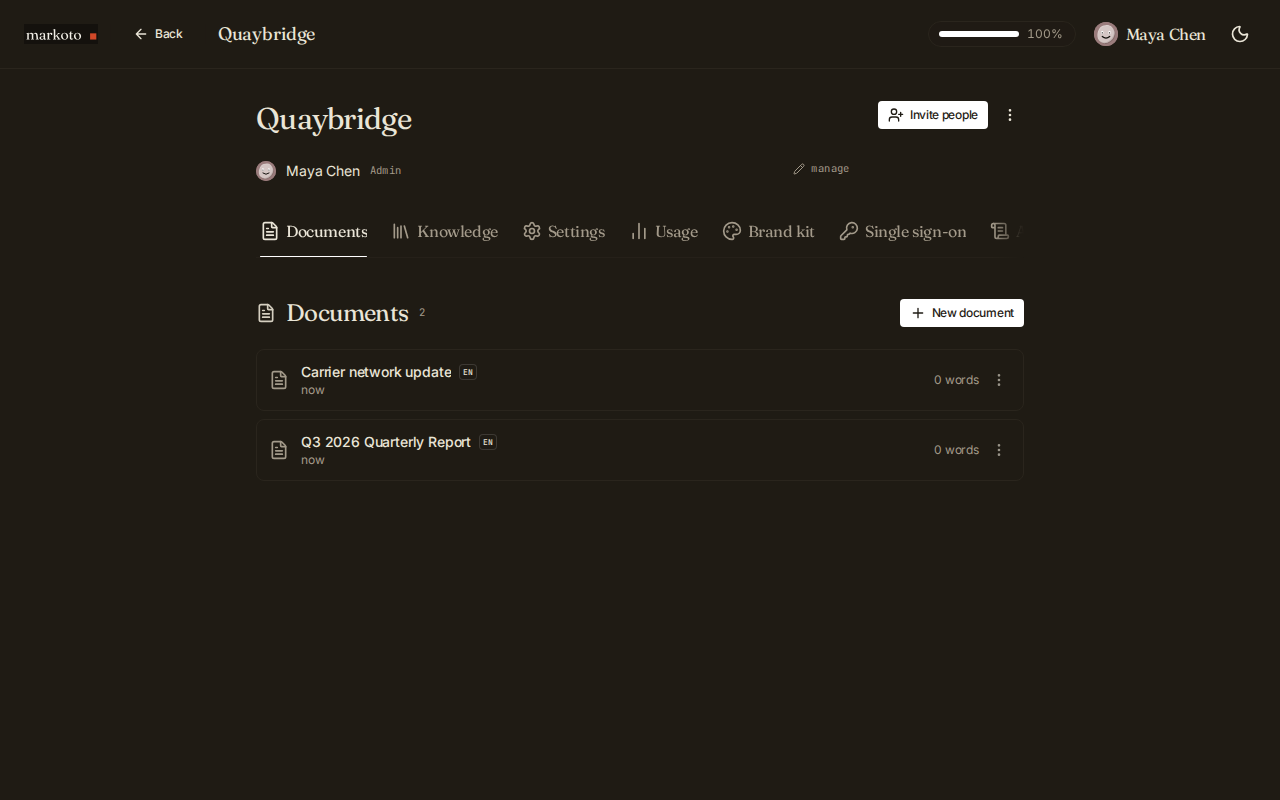 markoto
Back
Quaybridge
100%
Maya Chen
Quaybridge
Invite people
Maya Chen Admin
manage
Documents
Knowledge
Settings
Usage
Brand kit
Single sign-on
Documents 2
New document
Carrier network update EN
now
0 words
Q3 2026 Quarterly Report EN
now
0 words